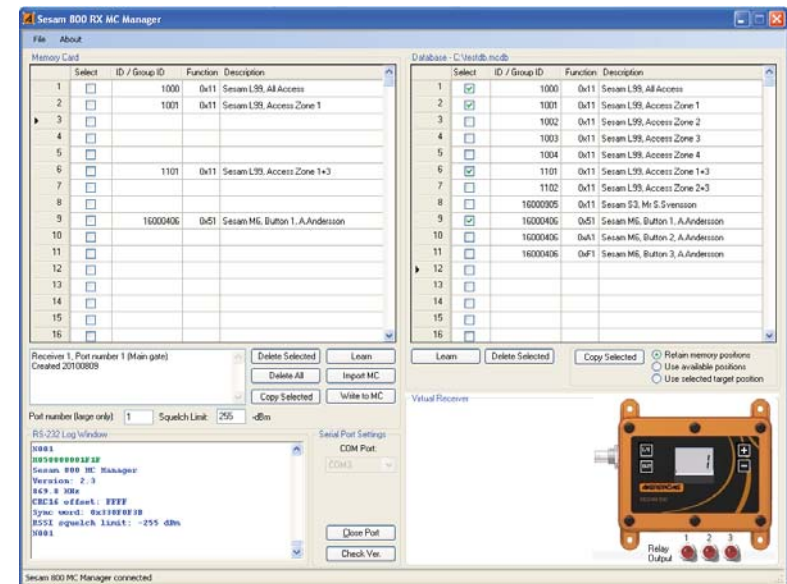 Sesam 800 RX MC Manager
File About
Memory Card
Select ID / Group ID Function Description
1 1000 0x11 Sesam L99, All Access
2 1001 0x11 Sesam L99, Access Zone 1
3
4
5
6 1101 0x11 Sesam L99, Access Zone 1+3
7
8
9 16000406 0x51 Sesam M6, Button 1, A.Andersson
10
11
12
13
14
15
16
Receiver 1, Port number 1 (Main gate)
Created 20100809
Delete Selected Learn
Delete All Import MC
Copy Selected Write to MC
Port number (large only): 1 Squelch Limit: 255 -dBm
RS-232 Log Window
N001
Sesam 800 MC Manager
Version: 2.3
869.8 MHz
CRC16 offset: FFFF
RSSI squelch limit: -255 dBm
N001
Serial Port Settings
COM Port:
COM3
Close Port
Check Ver.
Database - C:\testdb.mcdb
Select ID / Group ID Function Description
1 1000 0x11 Sesam L99, All Access
2 1001 0x11 Sesam L99, Access Zone 1
3 1002 0x11 Sesam L99, Access Zone 2
4 1003 0x11 Sesam L99, Access Zone 3
5 1004 0x11 Sesam L99, Access Zone 4
6 1101 0x11 Sesam L99, Access Zone 1+3
7 1102 0x11 Sesam L99, Access Zone 2+3
8 16000905 0x11 Sesam S3, Mr S.Svensson
9 16000406 0x51 Sesam M6, Button 1, A.Andersson
10 16000406 0xA1 Sesam M6, Button 2, A.Andersson
11 16000406 0xF1 Sesam M6, Button 3, A.Andersson
12
13
14
15
16
Learn Delete Selected Copy Selected
Retain memory positions
Use available positions
Use selected target position
Virtual Receiver
1
+
-
1 2 3
Relay
Output
Sesam 800 MC Manager connected